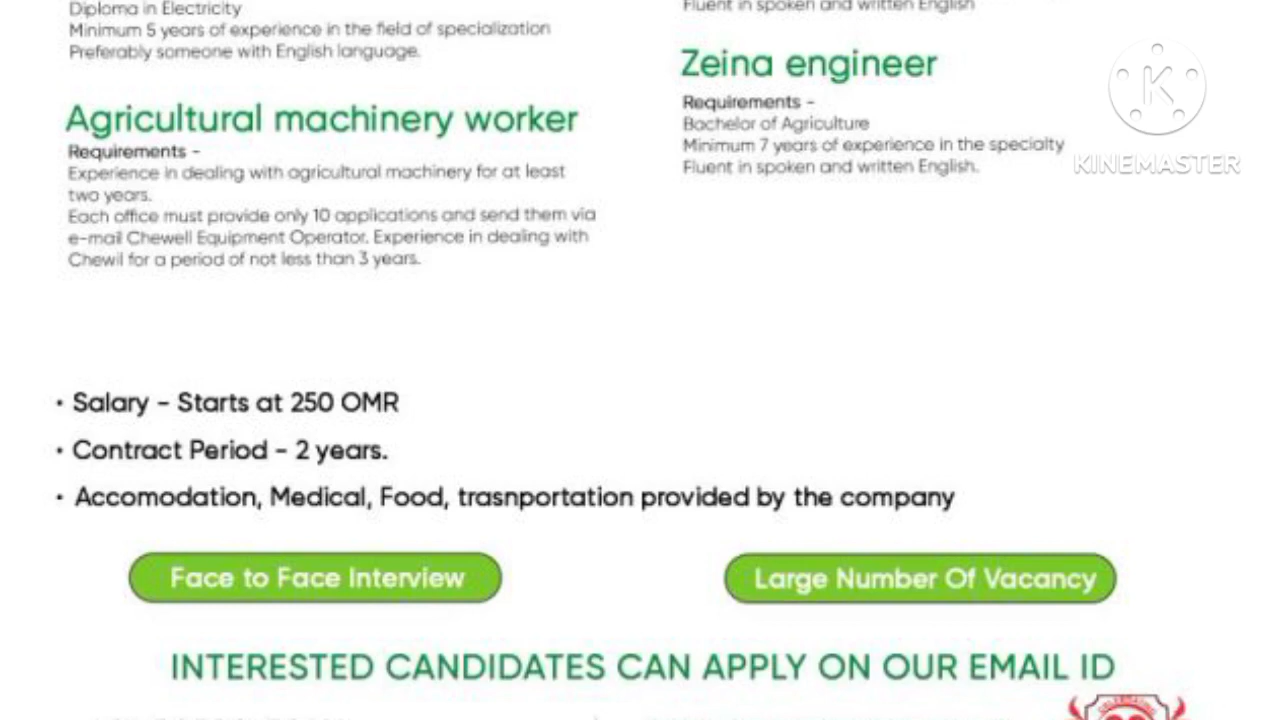 Diploma in Electricity
Minimum 5 years of experience in the field of specialization
Preferably someone with English language.
Agricultural machinery worker
Requirements -
Experience in dealing with agricultural machinery for at least
two years.
Each office must provide only 10 applications and send them via
e-mail Chewell Equipment Operator. Experience in dealing with
Chewil for a period of not less than 3 years.
Fluent in spoken and written English
Zeina engineer
Requirements -
Bachelor of Agriculture
Minimum 7 years of experience in the specialty
Fluent in spoken and written English.
KINEMASTER
• Salary - Starts at 250 OMR
• Contract Period - 2 years.
• Accomodation, Medical, Food, trasnportation provided by the company
Face to Face Interview
Large Number Of Vacancy
INTERESTED CANDIDATES CAN APPLY ON OUR EMAIL ID